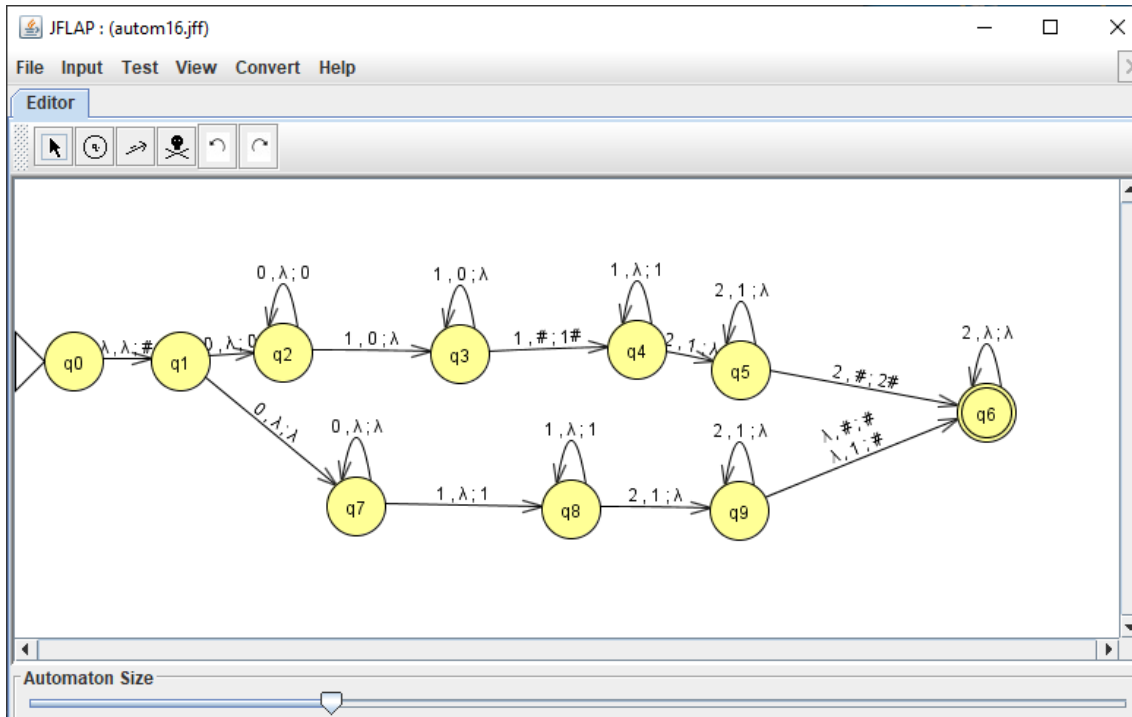 JFLAP : (autom16.jff)
File Input Test View Convert Help
Editor
0 , λ ; 0
1 , 0 ; λ
1 , λ ; 1
2 , 1 ; λ
2 , λ ; λ
λ , λ ; #
0 , λ ; 0
1 , 0 ; λ
1 , # ; 1#
2 , 1 ; λ
q0
q1
q2
q3
q4
q5
2 , # ; 2#
q6
0 , λ ; λ
0 , λ ; λ
1 , λ ; 1
2 , 1 ; λ
λ , # ; #
λ , 1 ; #
q7
1 , λ ; 1
q8
2 , 1 ; λ
q9
Automaton Size